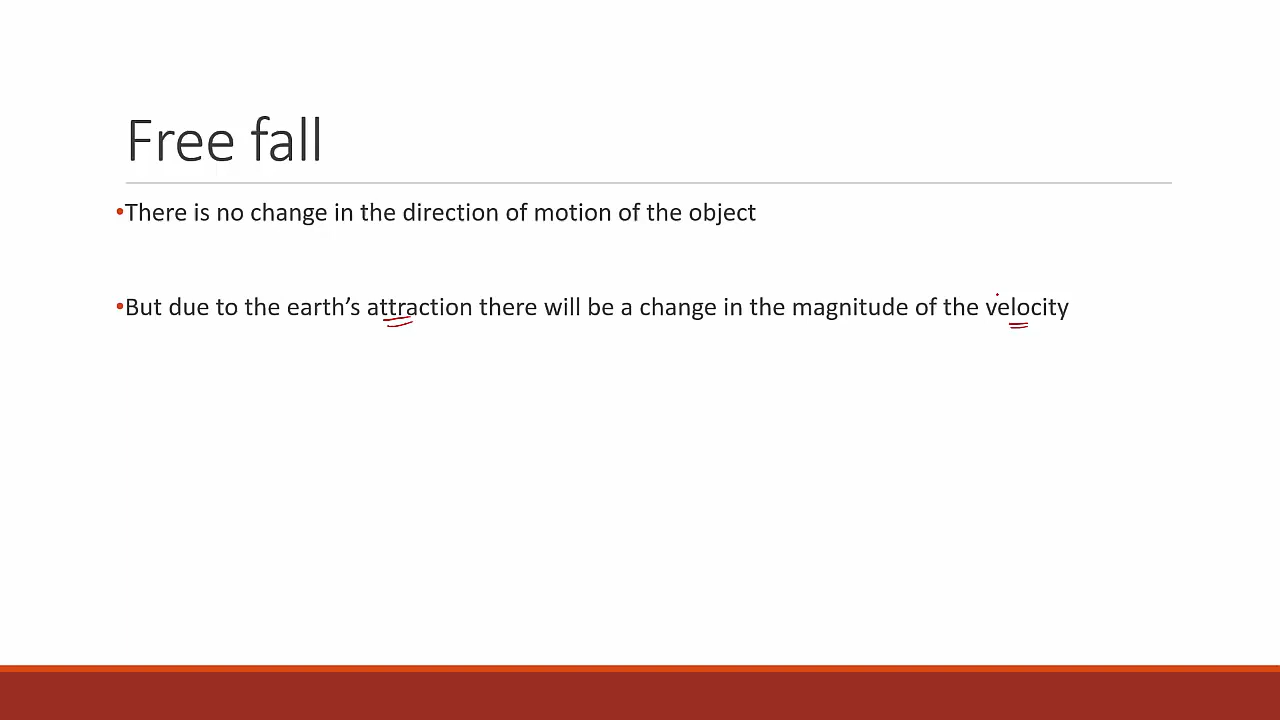 Free fall
•There is no change in the direction of motion of the object
•But due to the earth’s attraction there will be a change in the magnitude of the velocity